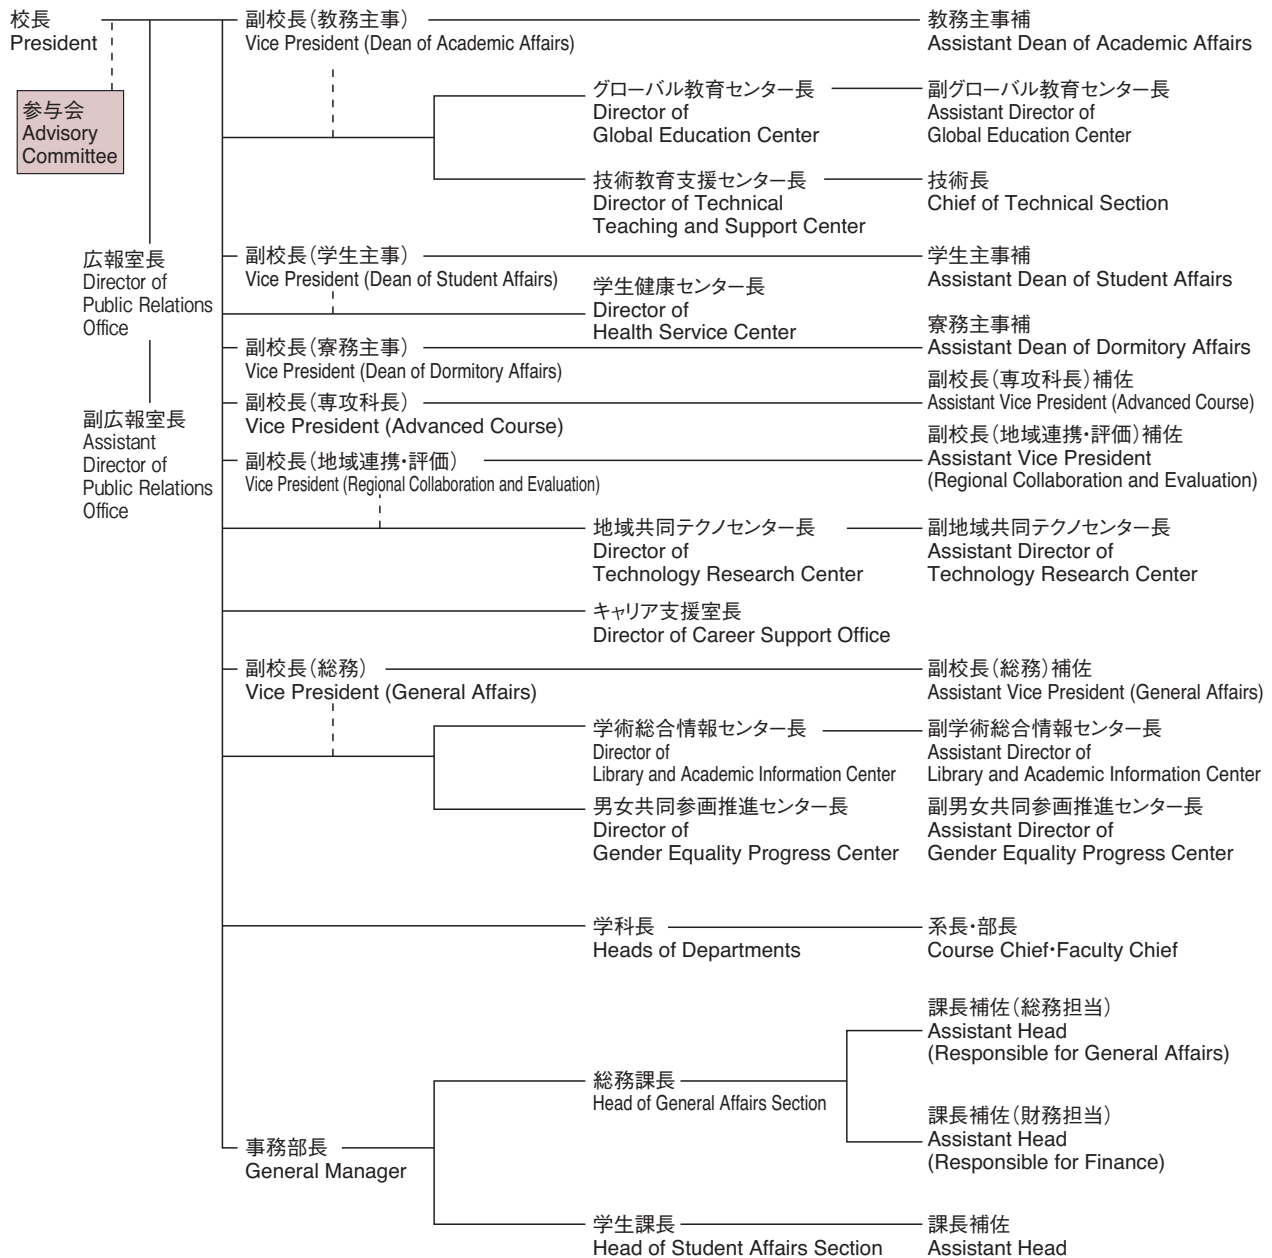 校長
President
参与会
Advisory
Committee
広報室長
Director of
Public Relations
Office
副広報室長
Assistant
Director of
Public Relations
Office
副校長(教務主事)
Vice President (Dean of Academic Affairs)
教務主事補
Assistant Dean of Academic Affairs
グローバル教育センター長
Director of
Global Education Center
副グローバル教育センター長
Assistant Director of
Global Education Center
技術教育支援センター長
Director of Technical
Teaching and Support Center
技術長
Chief of Technical Section
副校長(学生主事)
Vice President (Dean of Student Affairs)
学生主事補
Assistant Dean of Student Affairs
学生健康センター長
Director of
Health Service Center
副校長(寮務主事)
Vice President (Dean of Dormitory Affairs)
寮務主事補
Assistant Dean of Dormitory Affairs
副校長(専攻科長)
Vice President (Advanced Course)
副校長(専攻科長)補佐
Assistant Vice President (Advanced Course)
副校長(地域連携・評価)
Vice President (Regional Collaboration and Evaluation)
副校長(地域連携・評価)補佐
Assistant Vice President
(Regional Collaboration and Evaluation)
地域共同テクノセンター長
Director of
Technology Research Center
副地域共同テクノセンター長
Assistant Director of
Technology Research Center
キャリア支援室長
Director of Career Support Office
副校長(総務)
Vice President (General Affairs)
副校長(総務)補佐
Assistant Vice President (General Affairs)
学術総合情報センター長
Director of
Library and Academic Information Center
副学術総合情報センター長
Assistant Director of
Library and Academic Information Center
男女共同参画推進センター長
Director of
Gender Equality Progress Center
副男女共同参画推進センター長
Assistant Director of
Gender Equality Progress Center
学科長
Heads of Departments
系長・部長
Course Chief・Faculty Chief
事務部長
General Manager
総務課長
Head of General Affairs Section
課長補佐(総務担当)
Assistant Head
(Responsible for General Affairs)
課長補佐(財務担当)
Assistant Head
(Responsible for Finance)
学生課長
Head of Student Affairs Section
課長補佐
Assistant Head